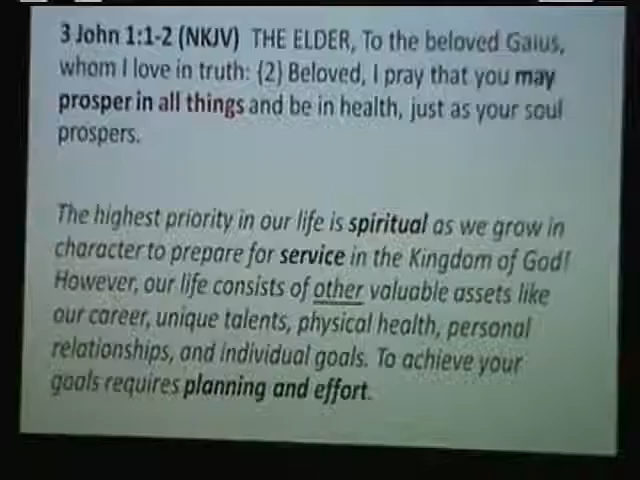 3 John 1:1-2 (NKJV) THE ELDER, To the beloved Gaius,
whom I love in truth: {2} Beloved, I pray that you may
prosper in all things and be in health, just as your soul
prospers.
The highest priority in our life is spiritual as we grow in
character to prepare for service in the Kingdom of God!
However, our life consists of other valuable assets like
our career, unique talents, physical health, personal
relationships, and individual goals. To achieve your
goals requires planning and effort.